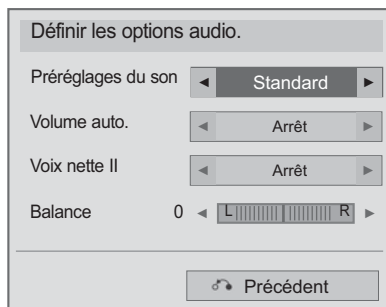 Définir les options audio.
Préréglages du son ◄ Standard ►
Volume auto. ◄ Arrêt ►
Voix nette II ◄ Arrêt ►
Balance 0 ◄ L R ►
Précédent